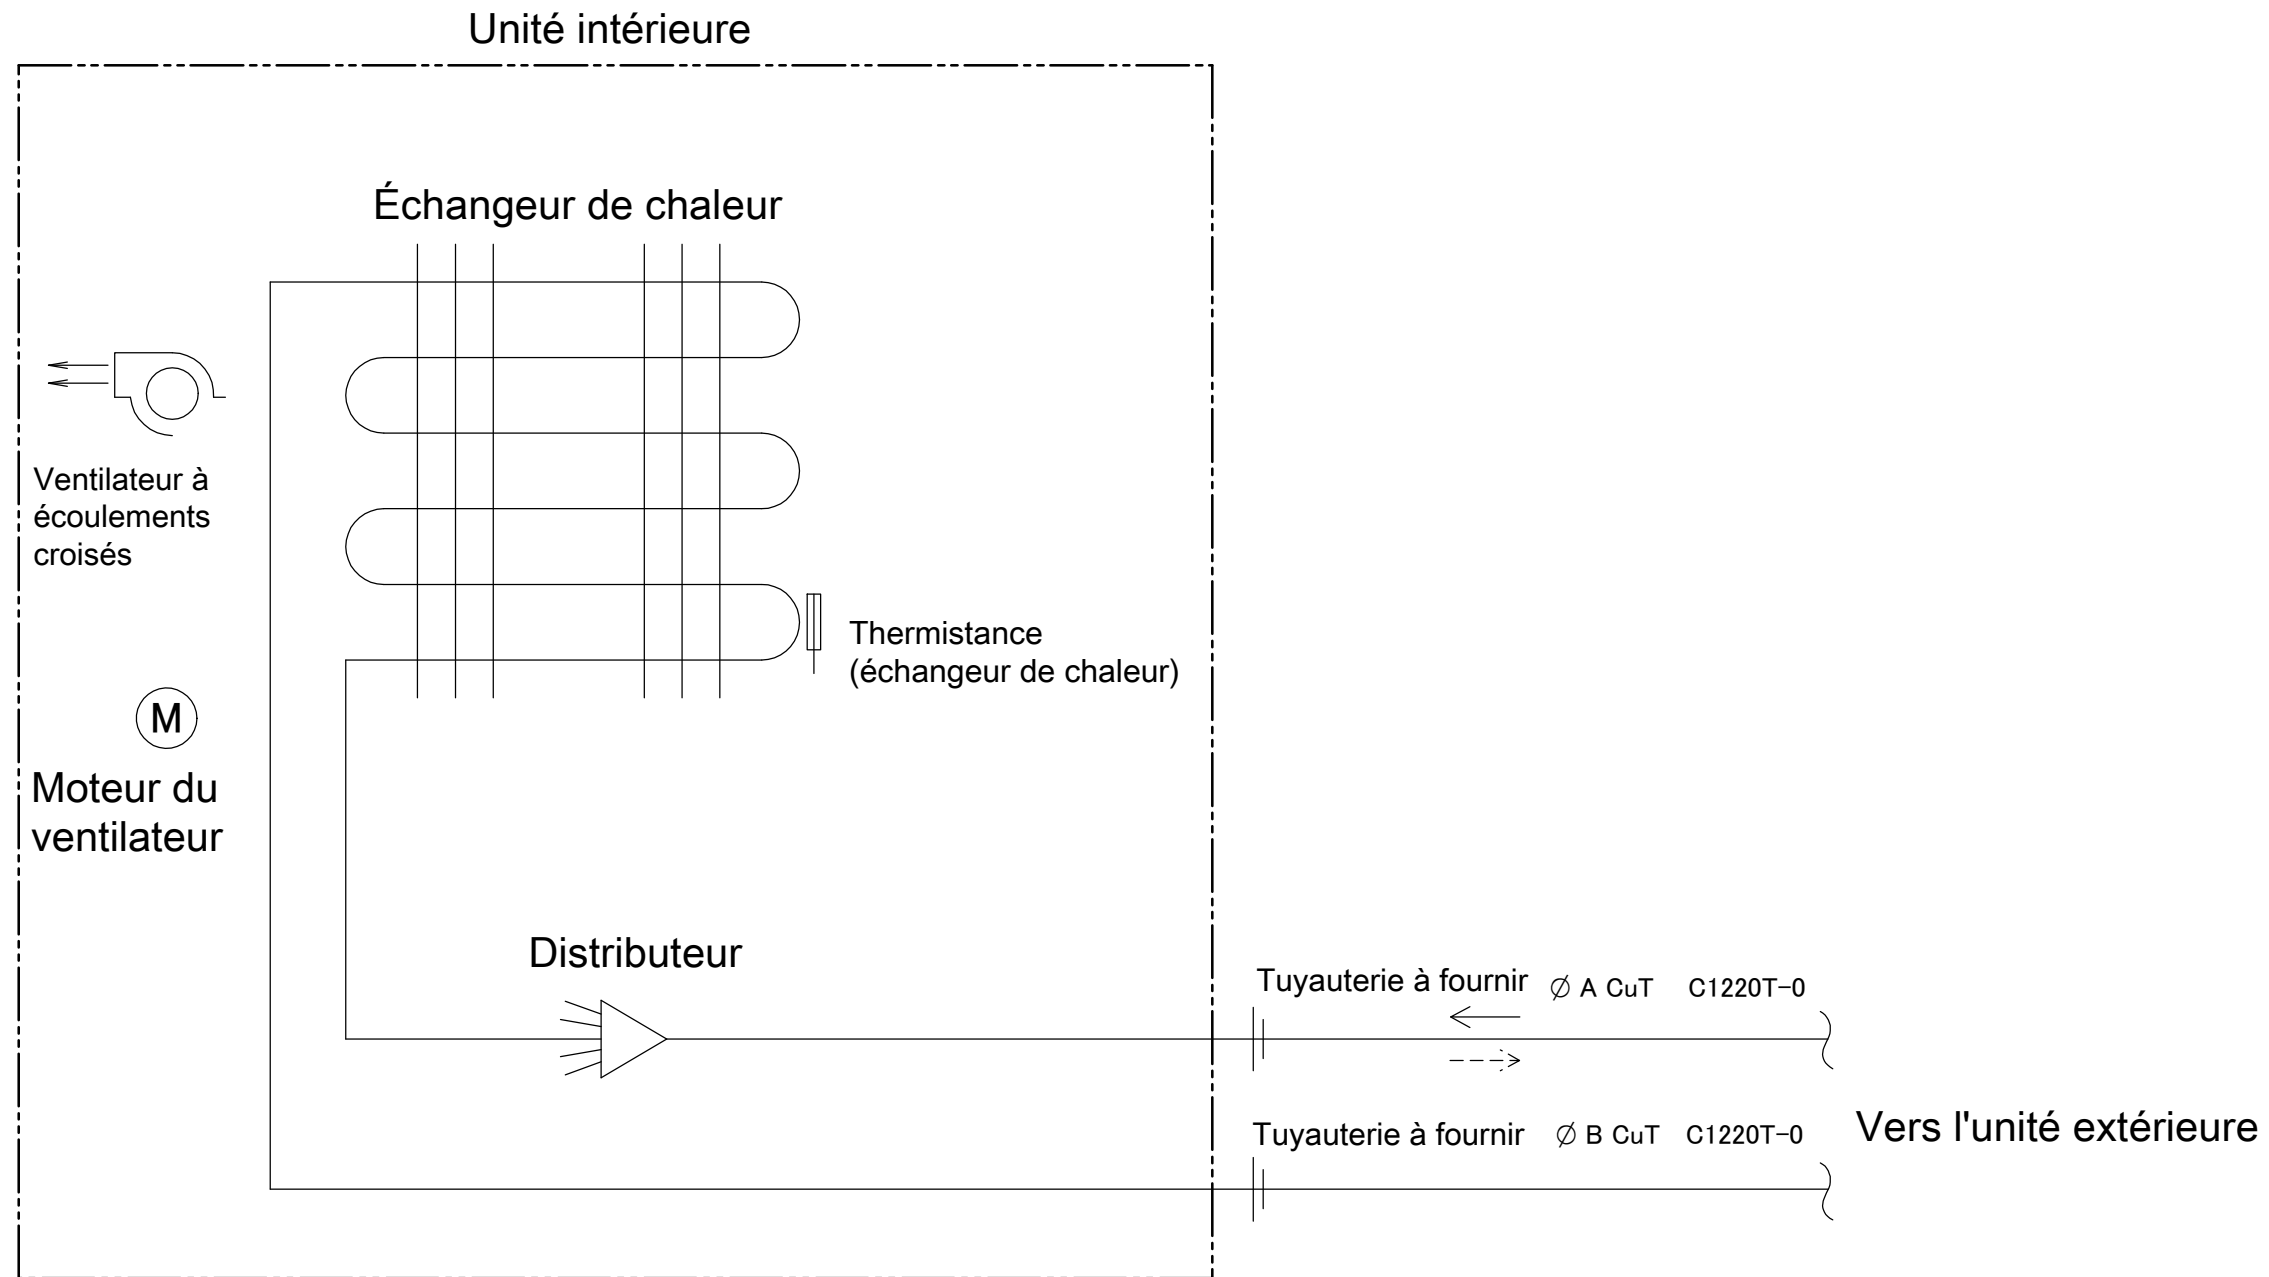 Unité intérieure
Échangeur de chaleur
Ventilateur à
écoulements
croisés
Thermistance
(échangeur de chaleur)
M
Moteur du
ventilateur
Distributeur
Tuyauterie à fournir ∅ A CuT C1220T-0
Tuyauterie à fournir ∅ B CuT C1220T-0
Vers l'unité extérieure